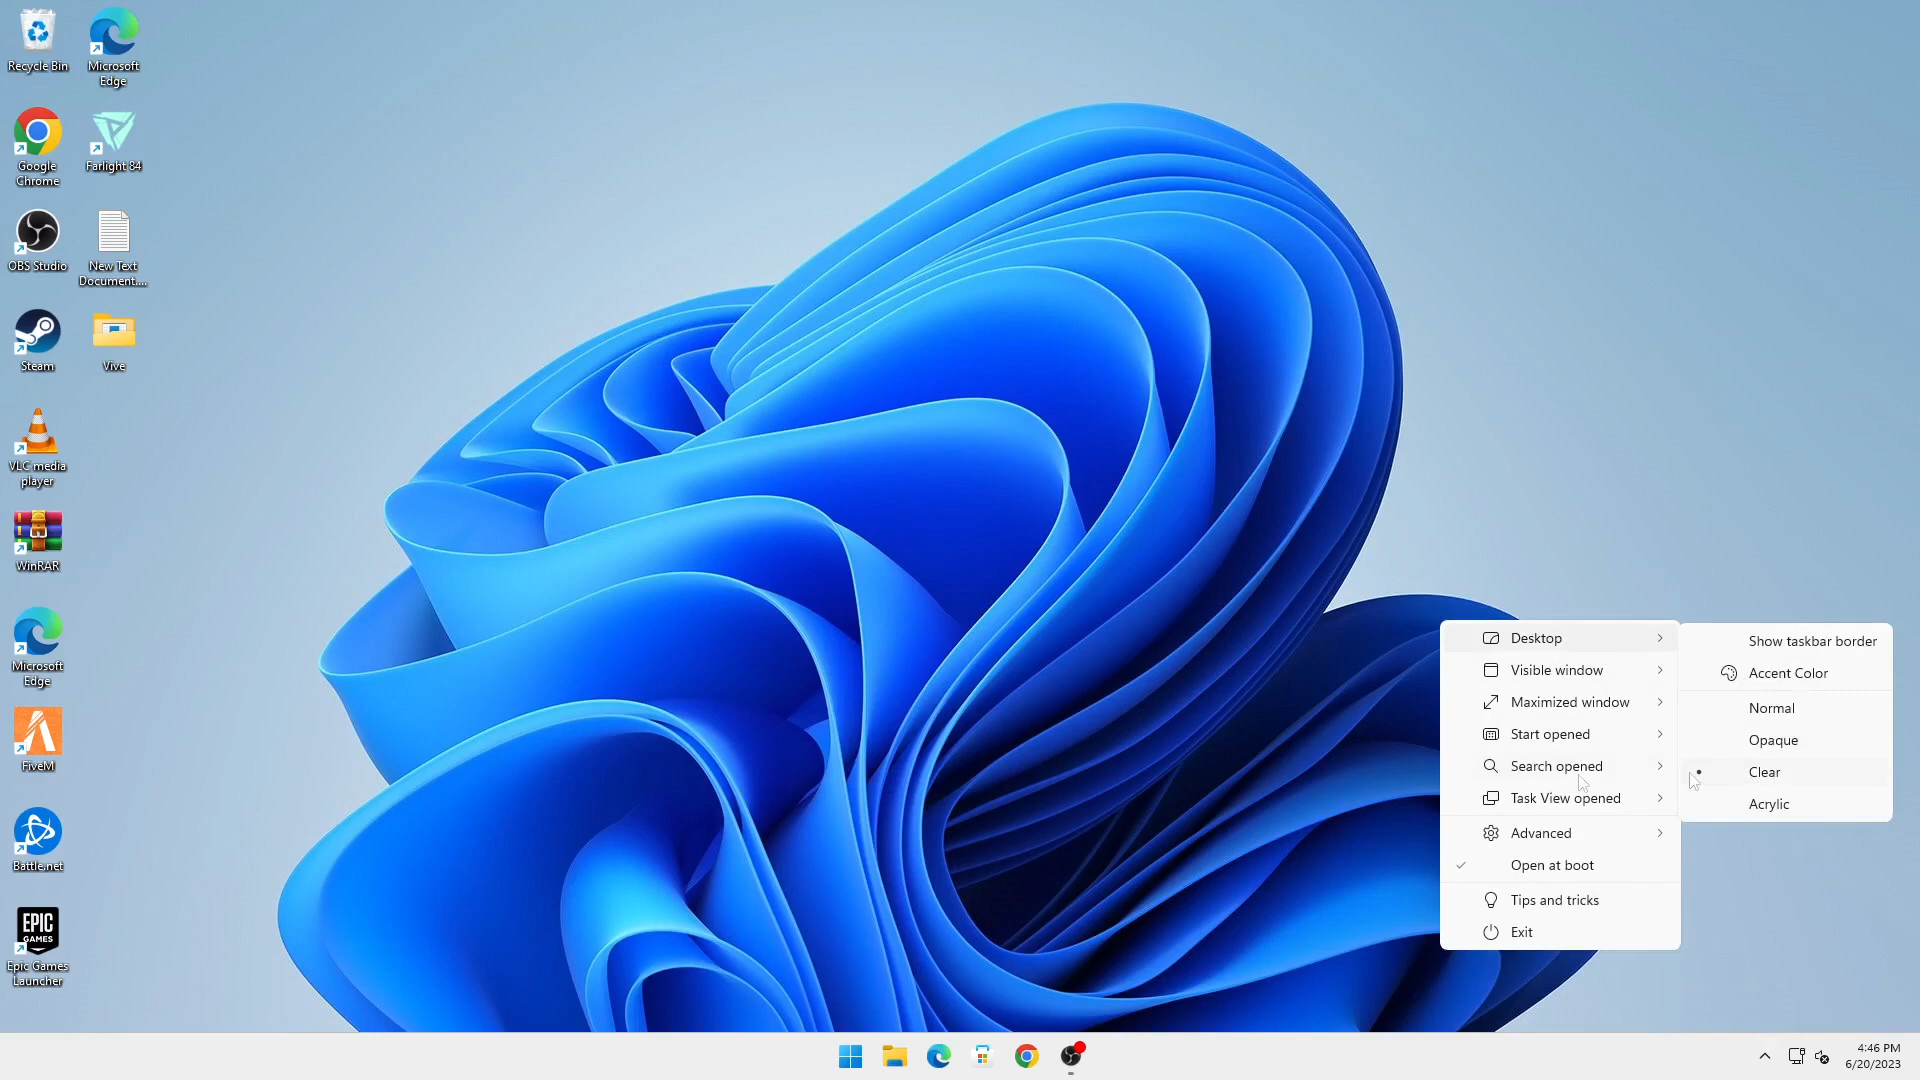 Recycle Bin
Microsoft
Edge
Google
Chrome
Farlight 84
OBS Studio
New Text
Document....
Steam
Vive
VLC media
player
WinRAR
Microsoft
Edge
FiveM
Battle.net
EPIC
GAMES
Epic Games
Launcher
Desktop
Visible window
Maximized window
Start opened
Search opened
Task View opened
Advanced
Open at boot
Tips and tricks
Exit
Show taskbar border
Accent Color
Normal
Opaque
Clear
Acrylic
4:46 PM
6/20/2023